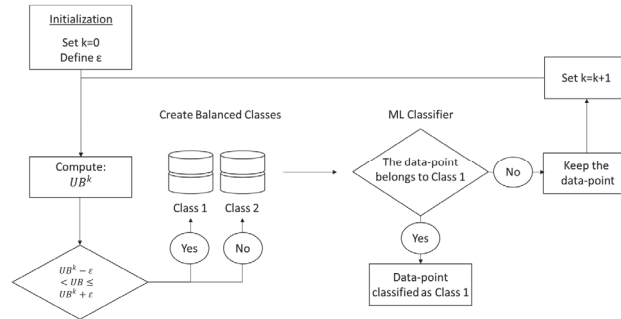 Initialization
Set k=0
Define ε
Set k=k+1
Create Balanced Classes
ML Classifier
Compute:
UB^k
Class 1
Class 2
The data-point
belongs to Class 1
No
Keep the
data-point
Yes
No
Yes
UB^k − ε
< UB ≤
UB^k + ε
Data-point
classified as Class 1